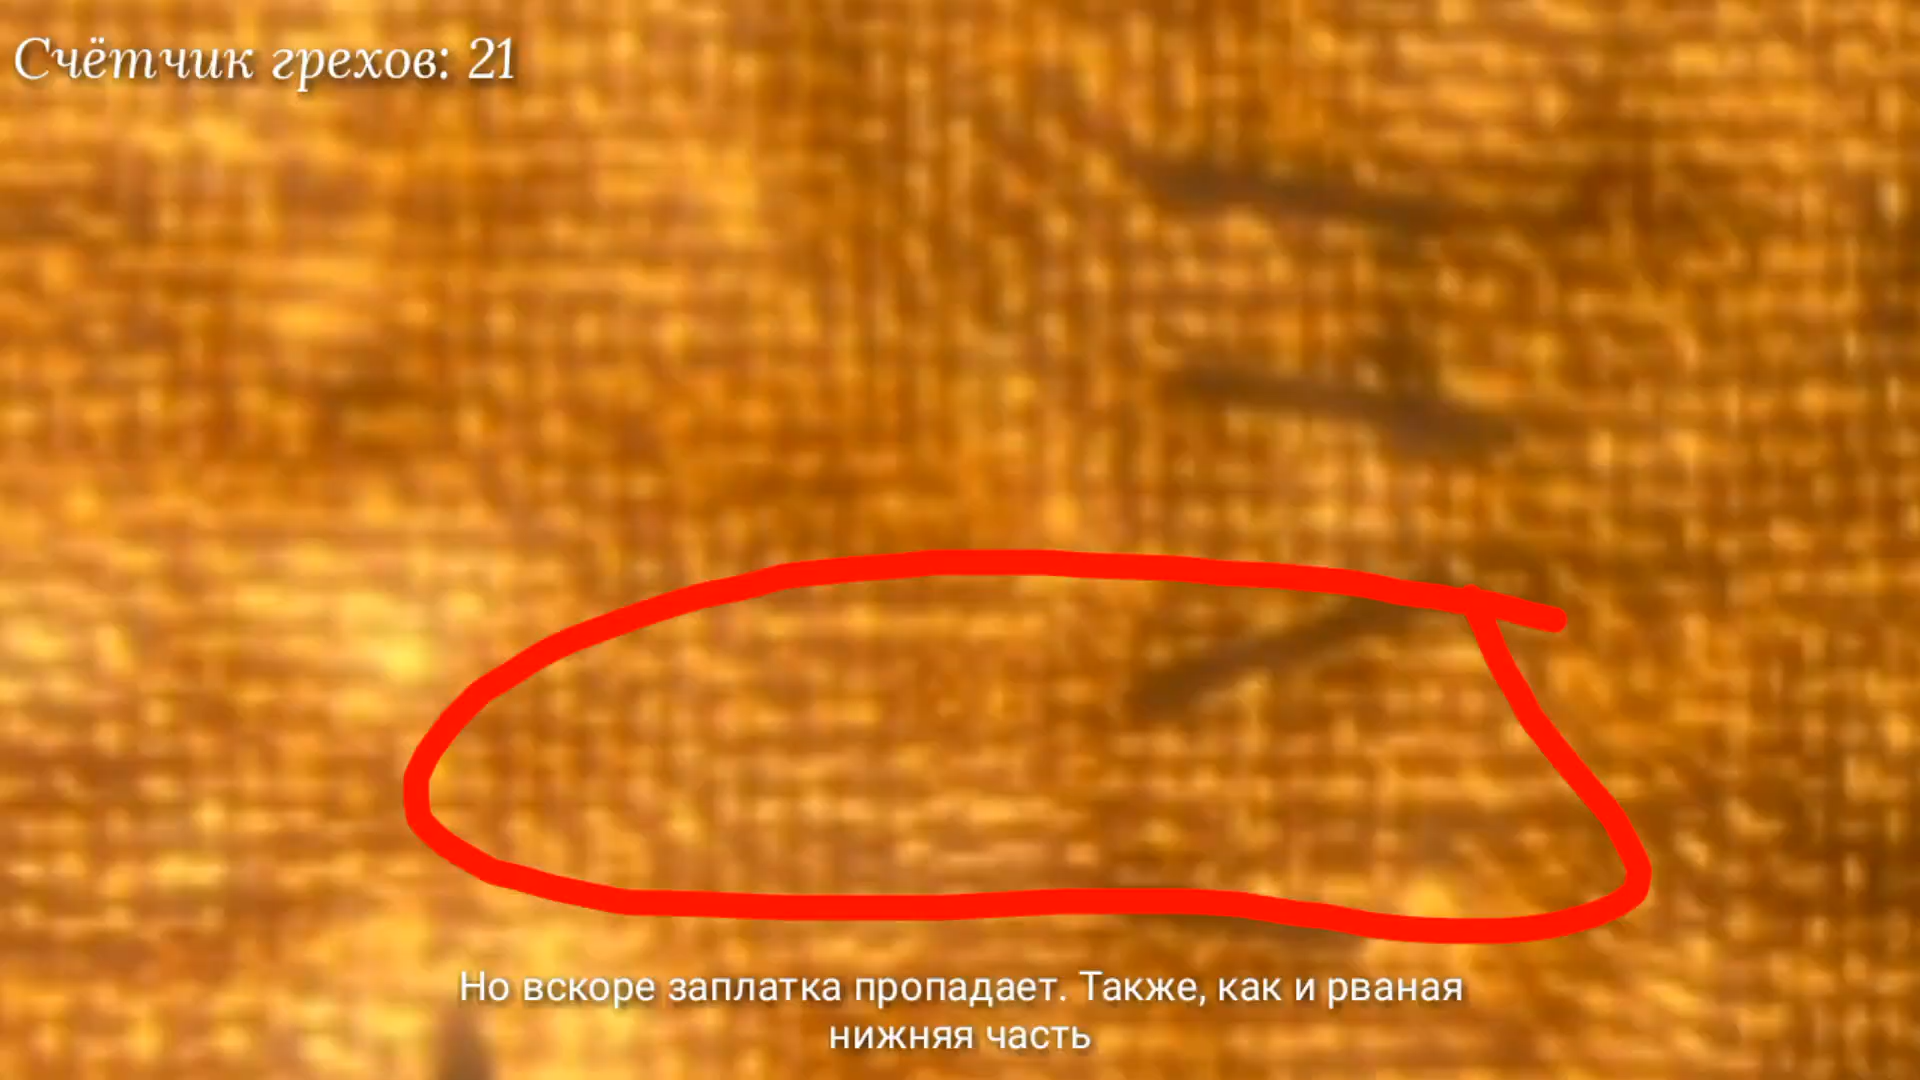 Счётчик грехов: 21
Но вскоре заплатка пропадает. Также, как и рваная
нижняя часть